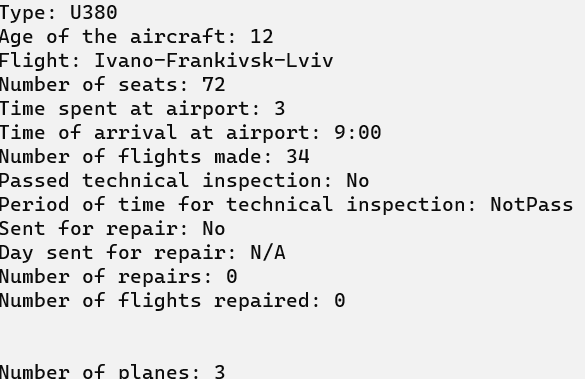 Type: U380
Age of the aircraft: 12
Flight: Ivano-Frankivsk-Lviv
Number of seats: 72
Time spent at airport: 3
Time of arrival at airport: 9:00
Number of flights made: 34
Passed technical inspection: No
Period of time for technical inspection: NotPass
Sent for repair: No
Day sent for repair: N/A
Number of repairs: 0
Number of flights repaired: 0
Number of planes: 3